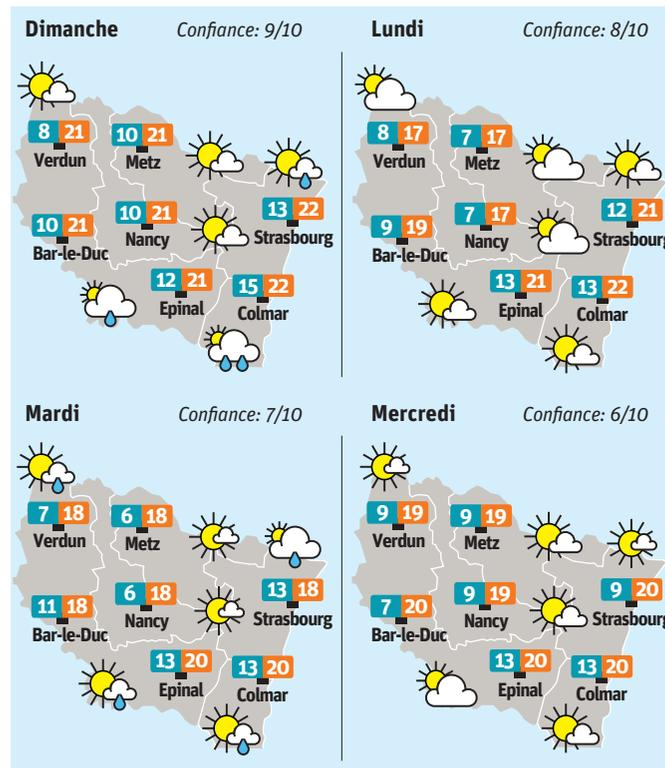 Dimanche Confiance: 9/10
8 21 10 21
Verdun Metz
10 21 10 21 13 22
Bar-le-Duc Nancy Strasbourg
12 21 15 22
Epinal Colmar
Lundi Confiance: 8/10
8 17 7 17
Verdun Metz
9 19 7 17 12 21
Bar-le-Duc Nancy Strasbourg
13 21 13 22
Epinal Colmar
Mardi Confiance: 7/10
7 18 6 18
Verdun Metz
11 18 6 18 13 18
Bar-le-Duc Nancy Strasbourg
13 20 13 20
Epinal Colmar
Mercredi Confiance: 6/10
9 19 9 19
Verdun Metz
7 20 9 19 9 20
Bar-le-Duc Nancy Strasbourg
13 20 13 20
Epinal Colmar